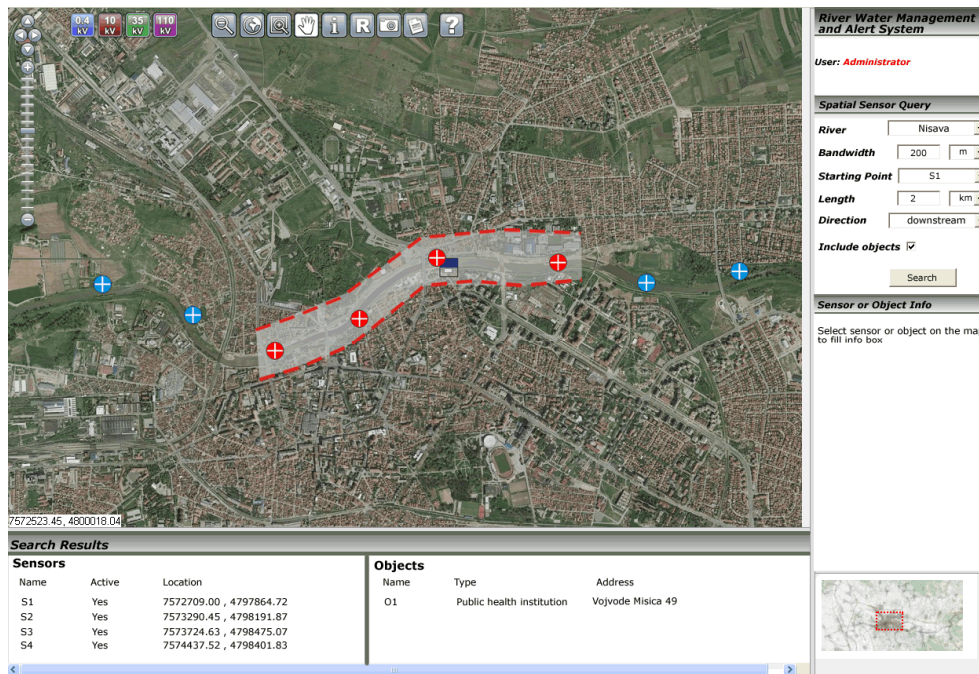 0.4 kV 10 kV 35 kV 110 kV i R ?
River Water Management
and Alert System
User: Administrator
Spatial Sensor Query
River Nisava
Bandwidth 200 m
Starting Point S1
Length 2 km
Direction downstream
Include objects
Search
Sensor or Object Info
Select sensor or object on the ma
to fill info box
7572523.45, 4800018.04
Search Results
Sensors
Name Active Location
S1 Yes 7572709.00 , 4797864.72
S2 Yes 7573290.45 , 4798191.87
S3 Yes 7573724.63 , 4798475.07
S4 Yes 7574437.52 , 4798401.83
Objects
Name Type Address
O1 Public health institution Vojvode Misica 49